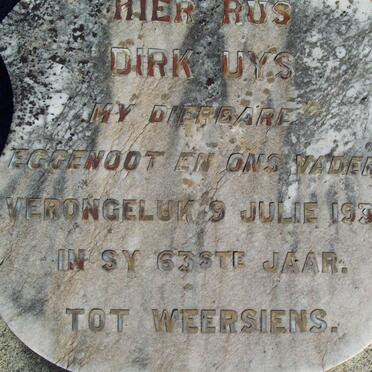 HIER RUS
DIRK UYS
MY DIERBARE
EGGENOOT EN ONS VADER
VERONGELUK 9 JULIE
IN SY 63STE JAAR.
TOT WEERSIENS.